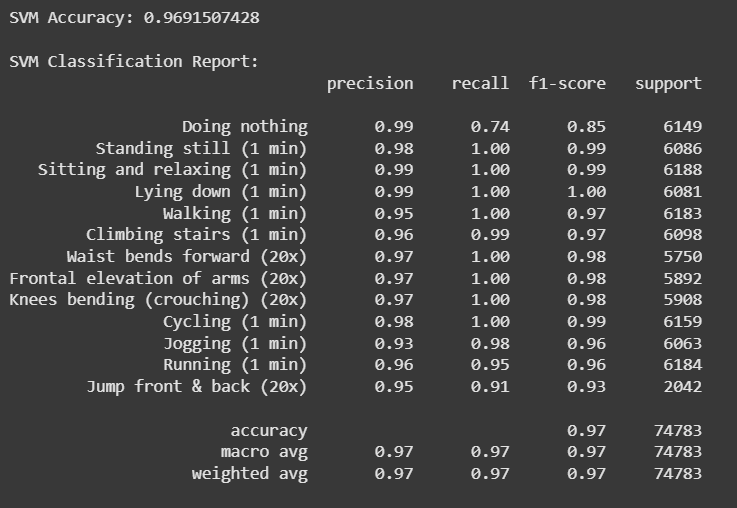 SVM Accuracy: 0.9691507428
SVM Classification Report:
precision recall f1-score support
Doing nothing 0.99 0.74 0.85 6149
Standing still (1 min) 0.98 1.00 0.99 6086
Sitting and relaxing (1 min) 0.99 1.00 0.99 6188
Lying down (1 min) 0.99 1.00 1.00 6081
Walking (1 min) 0.95 1.00 0.97 6183
Climbing stairs (1 min) 0.96 0.99 0.97 6098
Waist bends forward (20x) 0.97 1.00 0.98 5750
Frontal elevation of arms (20x) 0.97 1.00 0.98 5892
Knees bending (crouching) (20x) 0.97 1.00 0.98 5908
Cycling (1 min) 0.98 1.00 0.99 6159
Jogging (1 min) 0.93 0.98 0.96 6063
Running (1 min) 0.96 0.95 0.96 6184
Jump front & back (20x) 0.95 0.91 0.93 2042
accuracy 0.97 74783
macro avg 0.97 0.97 0.97 74783
weighted avg 0.97 0.97 0.97 74783